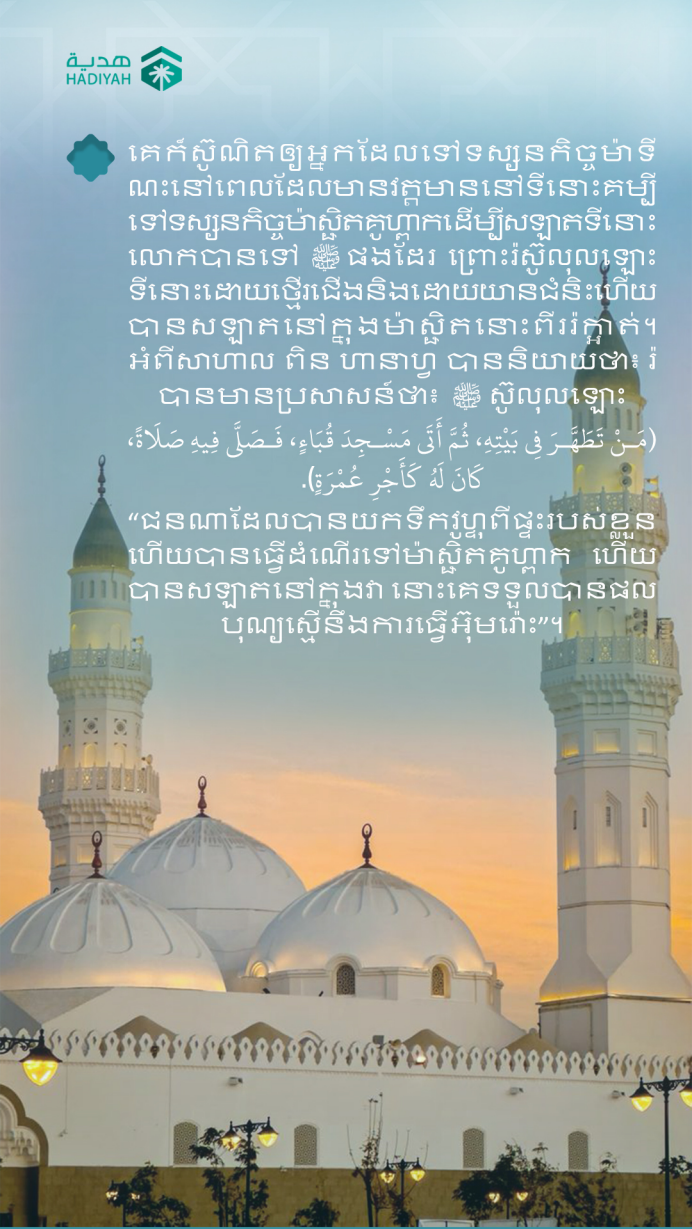 هدية
HADIYAH
គេក៏ស៊ូណិតឲ្យអ្នកដែលទៅទស្សនកិច្ចម៉ាទី
ណះនៅពេលដែលមានវត្តមាននៅទីនោះគម្បី
ទៅទស្សនកិច្ចម៉ាស្ជិតគូហ្ពាកដើម្បីសឡាតទីនោះ
លោកបានទៅ ﷺ ផងដែរ ព្រោះរ៉ស៊ូលុលឡោះ
ទីនោះដោយថ្មើរជើងនិងដោយយានជំនិះហើយ
បានសឡាតនៅក្នុងម៉ាស្ជិតនោះពីររ៉ក្អាត់។
អំពីសាហាល ពិន ហានាហ្វ បាននិយាយថា៖ រ៉
បានមានប្រសាសន៍ថា៖ ﷺ ស៊ូលុលឡោះ
(مَنْ تَطَهَّرَ فِي بَيْتِهِ، ثُمَّ أَتَى مَسْجِدَ قُبَاءٍ، فَصَلَّى فِيهِ صَلَاةً،
كَانَ لَهُ كَأَجْرِ عُمْرَةٍ).
“ជនណាដែលបានយកទឹកវូហ្ទុពីផ្ទះរបស់ខ្លួន
ហើយបានធ្វើដំណើរទៅម៉ាស្ជិតគូហ្ពាក ហើយ
បានសឡាតនៅក្នុងវា នោះគេទទួលបានផល
បុណ្យស្មើនឹងការធ្វើអ៊ុមរ៉ោះ”។